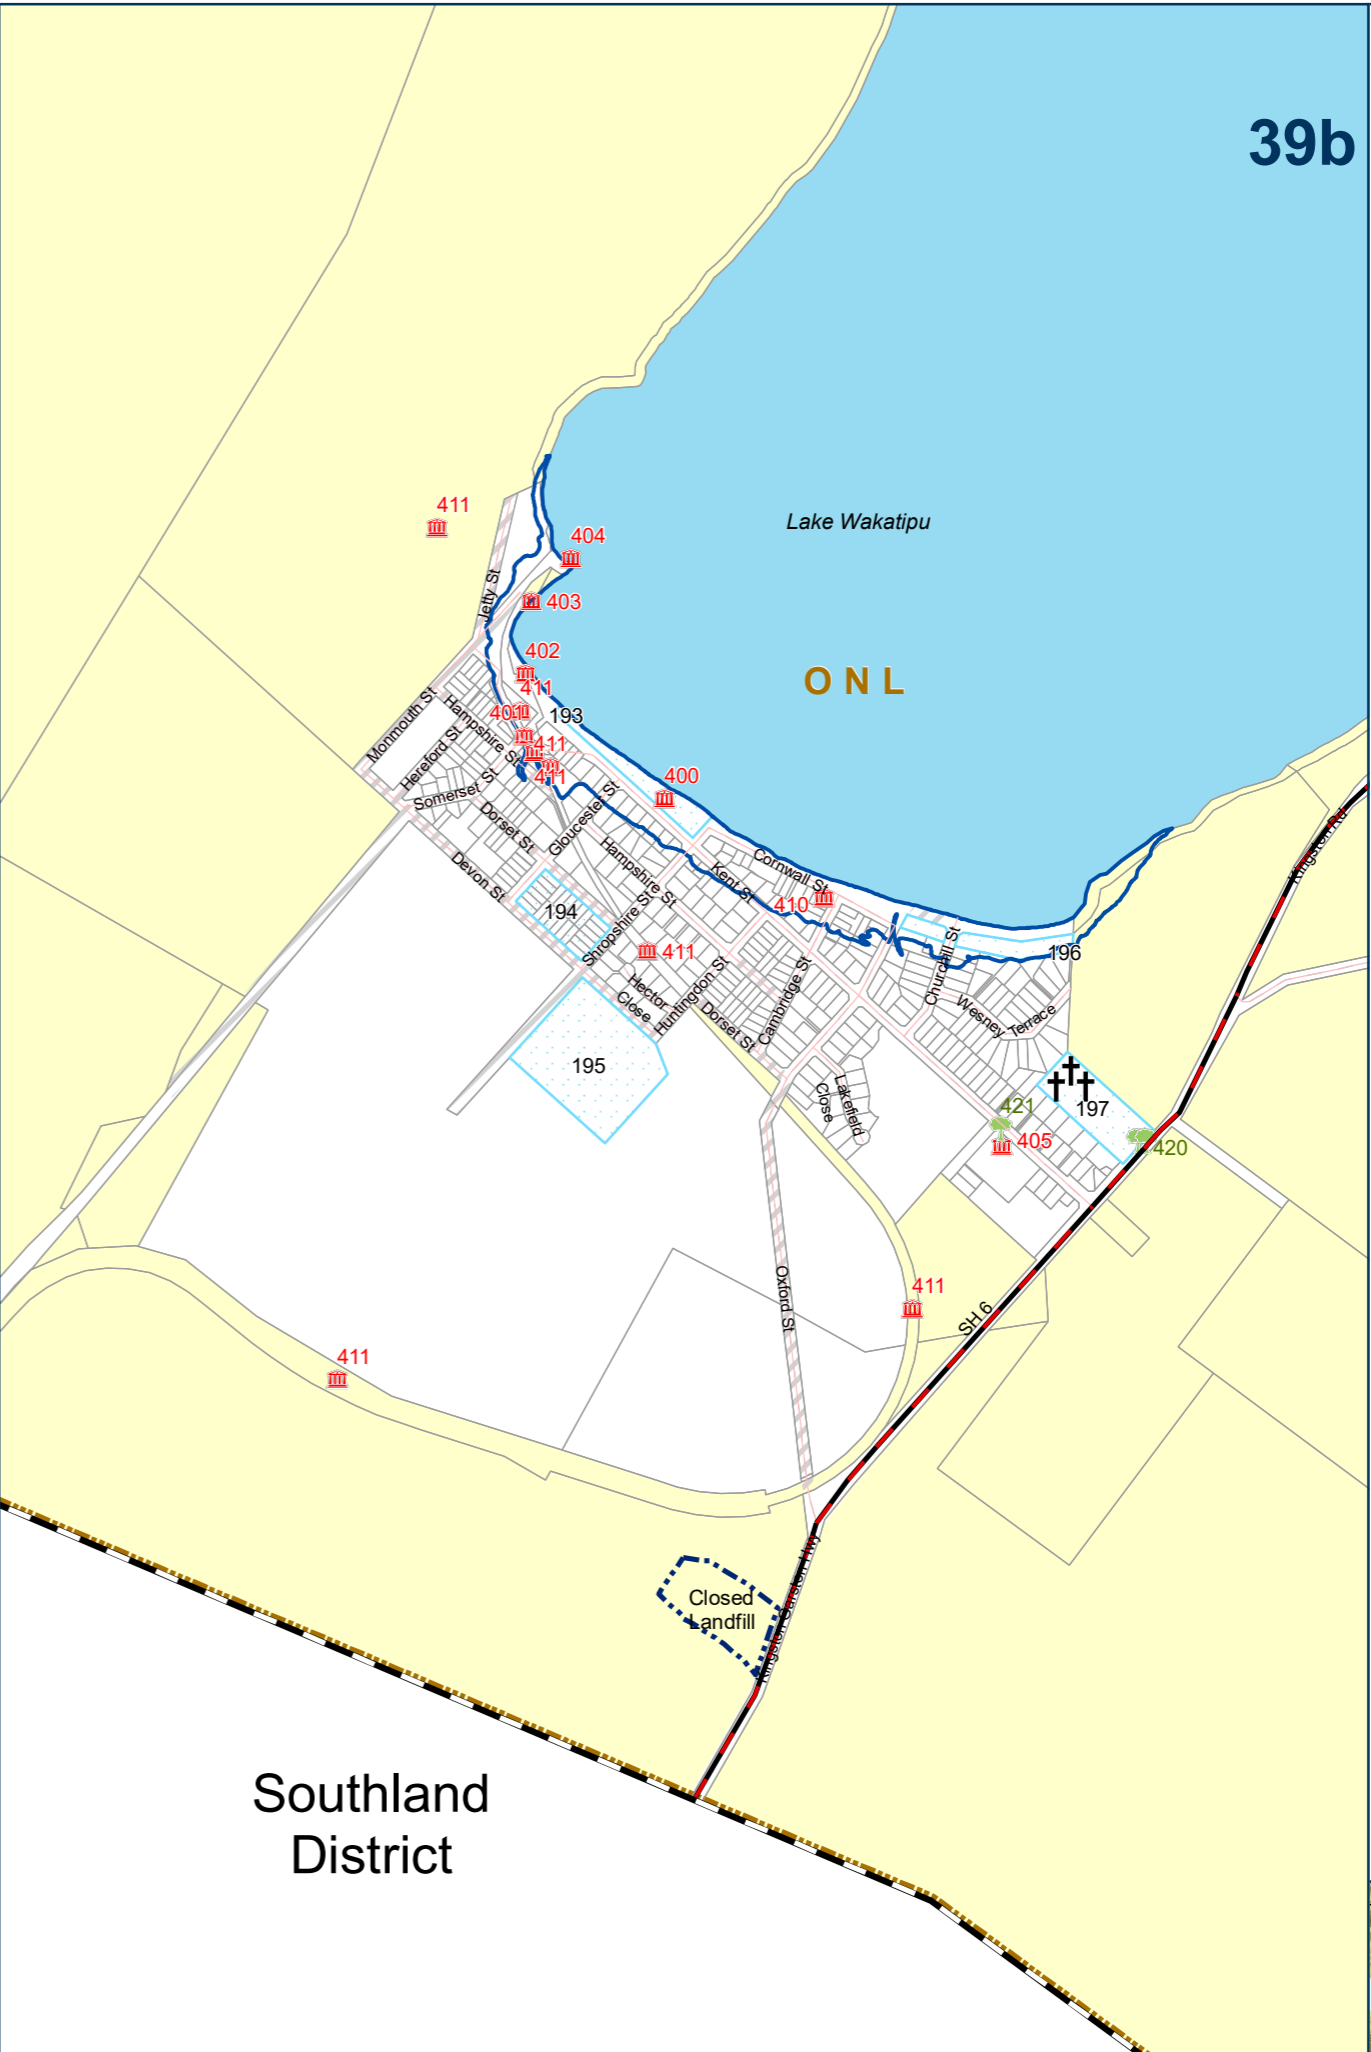 39b
411
404
Lake Wakatipu
Jetty St
403
402
O N L
411
401
193
Monmouth St
Hampshire St
Hereford St
411
411
400
Somerset St
Gloucester St
Dorset St
Kingston Rd
Hampshire St
Cornwall St
Kent St
Devon St
410
194
Shropshire St
411
196
Churchill St
Huntingdon St
Cambridge St
Hector
Close
Wesney Terrace
Dorset St
195
Lakefield
Close
197
421
405
420
Oxford St
411
SH 6
411
Kingston Garston Hwy
Closed
Landfill
Southland
District